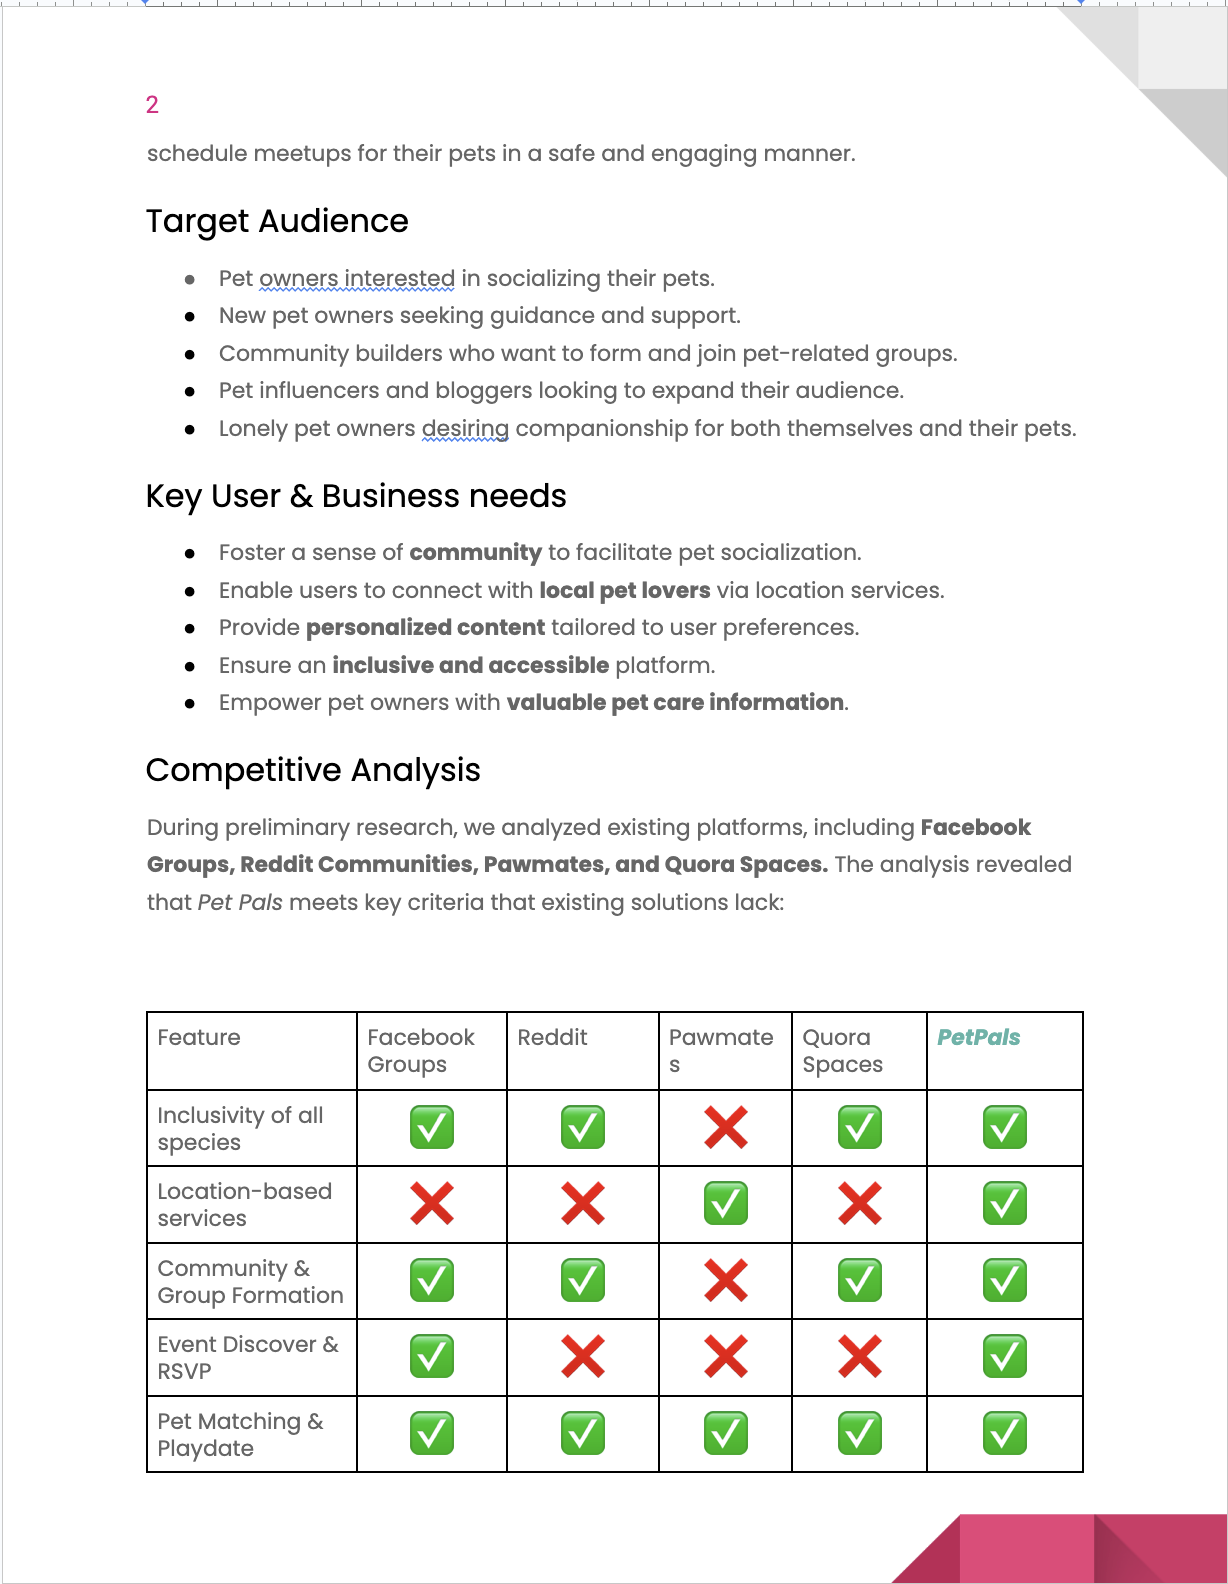 2
schedule meetups for their pets in a safe and engaging manner.
Target Audience
● Pet owners interested in socializing their pets.
● New pet owners seeking guidance and support.
● Community builders who want to form and join pet-related groups.
● Pet influencers and bloggers looking to expand their audience.
● Lonely pet owners desiring companionship for both themselves and their pets.
Key User & Business needs
● Foster a sense of community to facilitate pet socialization.
● Enable users to connect with local pet lovers via location services.
● Provide personalized content tailored to user preferences.
● Ensure an inclusive and accessible platform.
● Empower pet owners with valuable pet care information.
Competitive Analysis
During preliminary research, we analyzed existing platforms, including Facebook
Groups, Reddit Communities, Pawmates, and Quora Spaces. The analysis revealed
that Pet Pals meets key criteria that existing solutions lack:
Feature
Facebook
Groups
Reddit
Pawmate
s
Quora
Spaces
PetPals
Inclusivity of all
species
✅ ✅ ❌ ✅ ✅
Location-based
services
❌ ❌ ✅ ❌ ✅
Community &
Group Formation
✅ ✅ ❌ ✅ ✅
Event Discover &
RSVP
✅ ❌ ❌ ❌ ✅
Pet Matching &
Playdate
✅ ✅ ✅ ✅ ✅